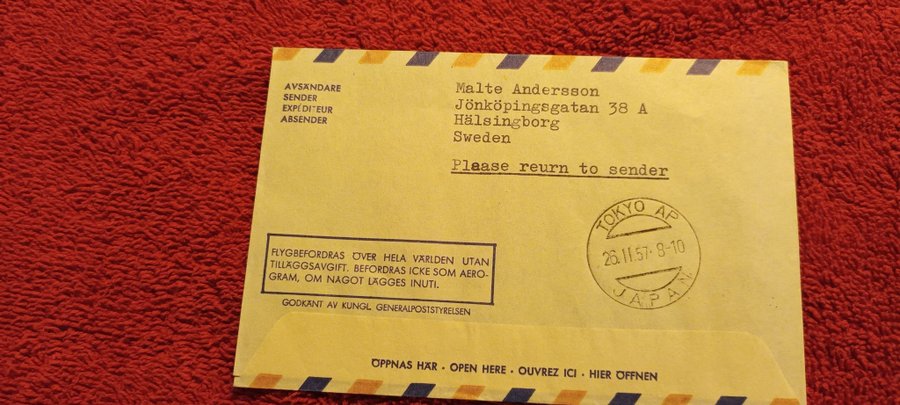 AVSÄNDARE
SENDER
EXPÉDITEUR
ABSENDER
Malte Andersson
Jönköpingsgatan 38 A
Hälsingborg
Sweden
Plaase reurn to sender
TOKYO AP
26.II.57. 8-10
JAPAN
FLYGBEFORDRAS ÖVER HELA VÄRLDEN UTAN
TILLÄGGSAVGIFT. BEFORDRAS ICKE SOM AERO-
GRAM, OM NÅGOT LÄGGES INUTI.
GODKÄNT AV KUNGL. GENERALPOSTSTYRELSEN
ÖPPNAS HÄR · OPEN HERE · OUVREZ ICI · HIER ÖFFNEN